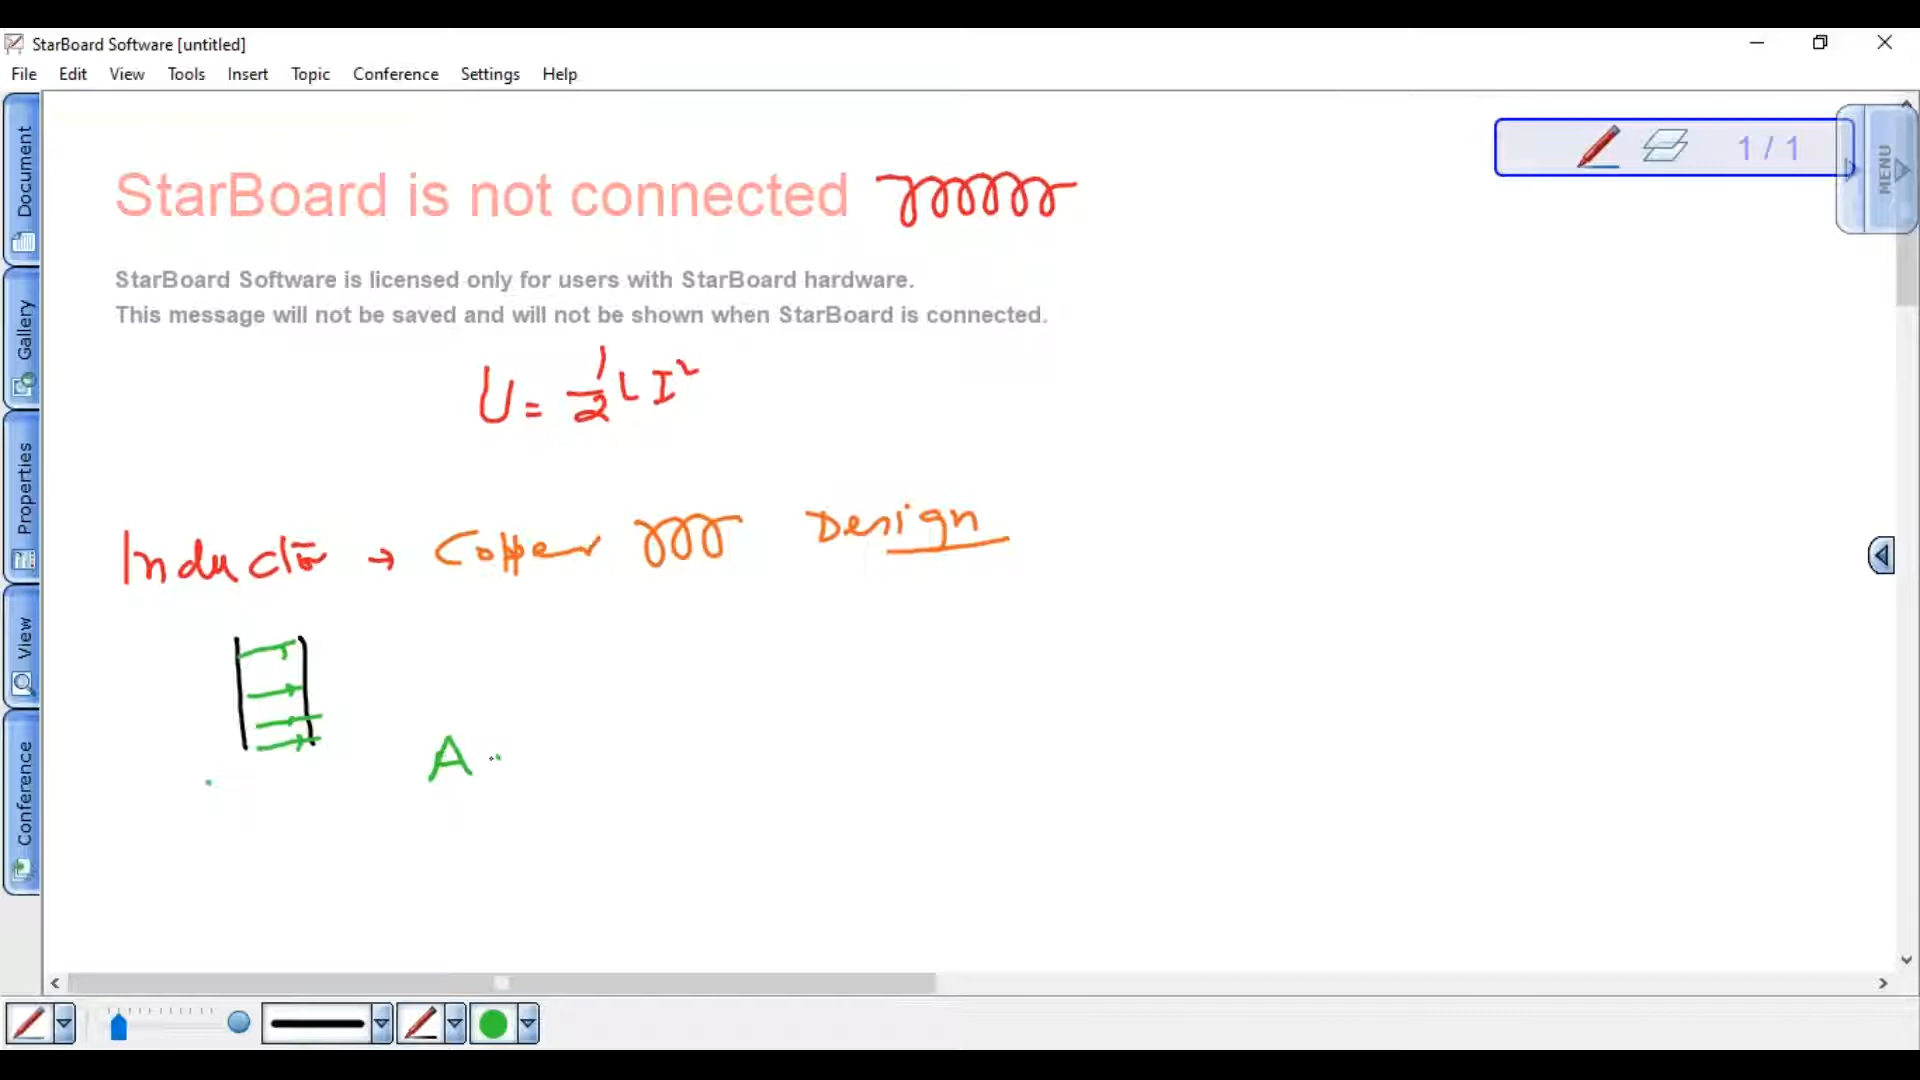 StarBoard Software [untitled]
File Edit View Tools Insert Topic Conference Settings Help
Document
Gallery
Properties
View
Conference
1 / 1
MENU
StarBoard is not connected
StarBoard Software is licensed only for users with StarBoard hardware.
This message will not be saved and will not be shown when StarBoard is connected.
U = 1/2 L I²
Inductor → Copper Design
A